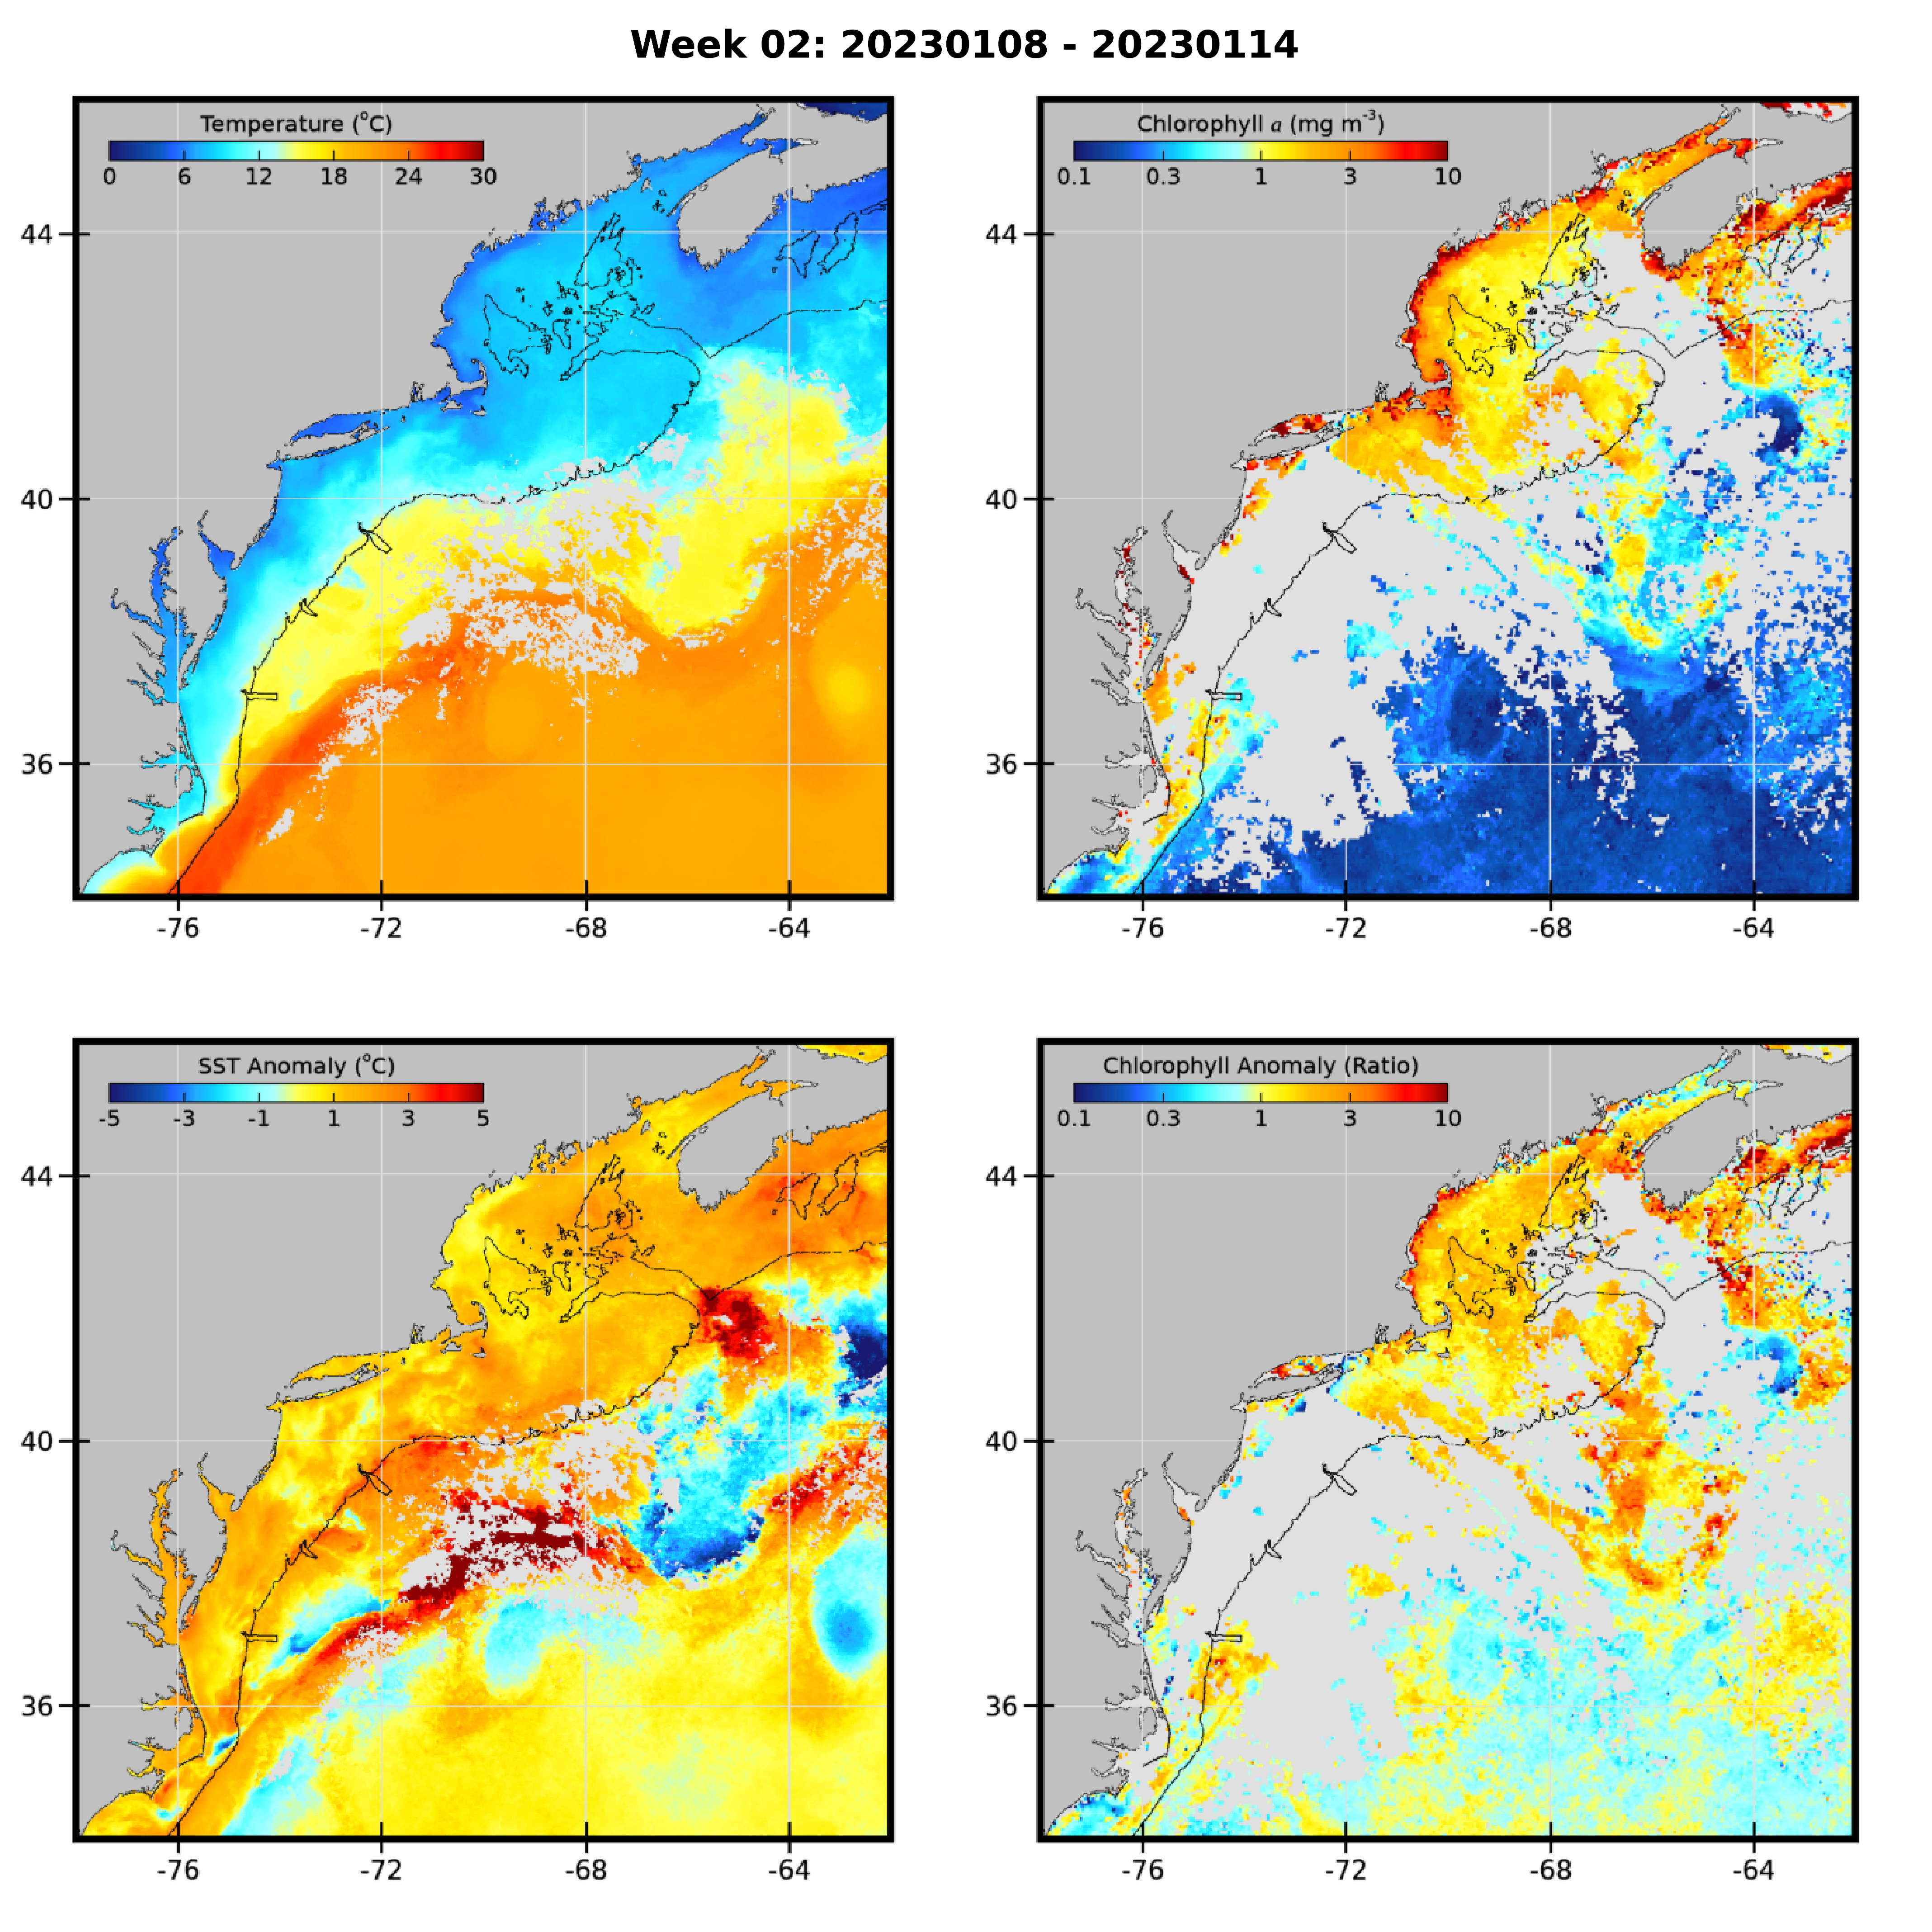 Week 02: 20230108 - 20230114
Temperature (°C)
0 6 12 18 24 30
44
40
36
-76 -72 -68 -64
Chlorophyll a (mg m⁻³)
0.1 0.3 1 3 10
44
40
36
-76 -72 -68 -64
SST Anomaly (°C)
-5 -3 -1 1 3 5
44
40
36
-76 -72 -68 -64
Chlorophyll Anomaly (Ratio)
0.1 0.3 1 3 10
44
40
36
-76 -72 -68 -64